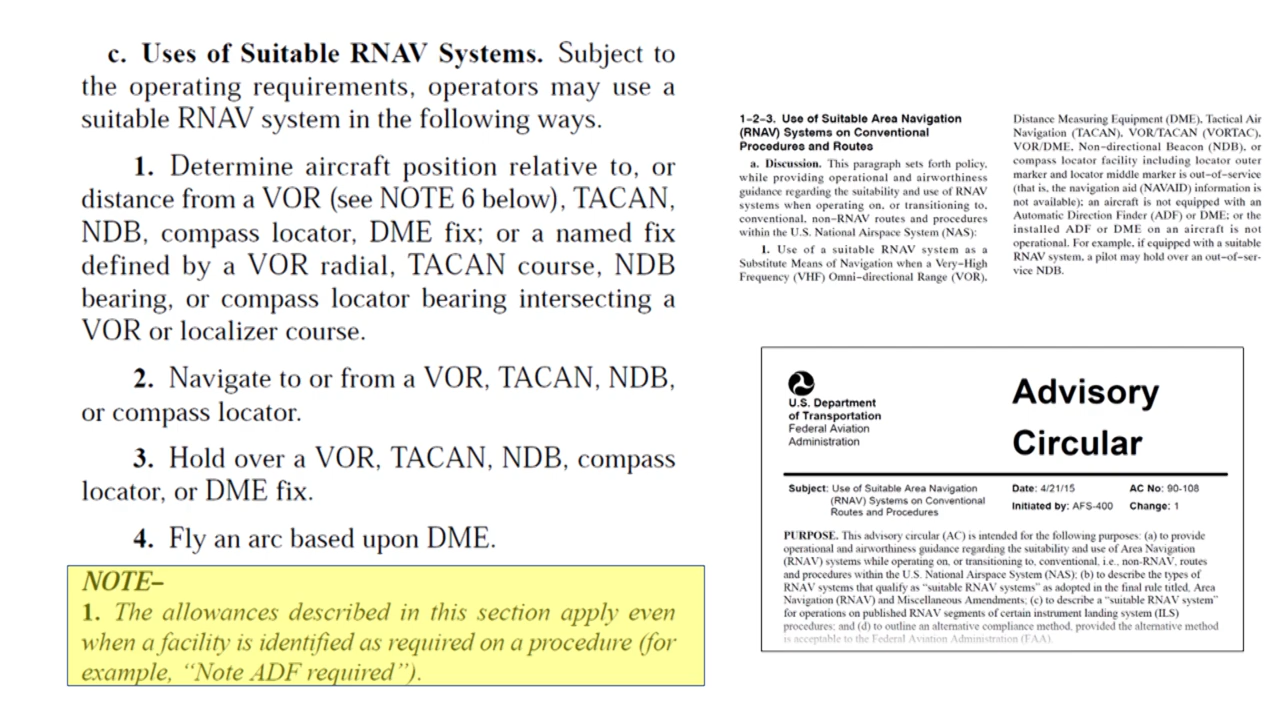 c. Uses of Suitable RNAV Systems. Subject to
the operating requirements, operators may use a
suitable RNAV system in the following ways.
1. Determine aircraft position relative to, or
distance from a VOR (see NOTE 6 below), TACAN,
NDB, compass locator, DME fix; or a named fix
defined by a VOR radial, TACAN course, NDB
bearing, or compass locator bearing intersecting a
VOR or localizer course.
2. Navigate to or from a VOR, TACAN, NDB,
or compass locator.
3. Hold over a VOR, TACAN, NDB, compass
locator, or DME fix.
4. Fly an arc based upon DME.
NOTE–
1. The allowances described in this section apply even
when a facility is identified as required on a procedure (for
example, “Note ADF required”).
1–2–3. Use of Suitable Area Navigation
(RNAV) Systems on Conventional
Procedures and Routes
a. Discussion. This paragraph sets forth policy,
while providing operational and airworthiness
guidance regarding the suitability and use of RNAV
systems when operating on, or transitioning to,
conventional, non–RNAV routes and procedures
within the U.S. National Airspace System (NAS):
1. Use of a suitable RNAV system as a
Substitute Means of Navigation when a Very–High
Frequency (VHF) Omni–directional Range (VOR),
Distance Measuring Equipment (DME), Tactical Air
Navigation (TACAN), VOR/TACAN (VORTAC),
VOR/DME, Non–directional Beacon (NDB), or
compass locator facility including locator outer
marker and locator middle marker is out–of–service
(that is, the navigation aid (NAVAID) information is
not available); an aircraft is not equipped with an
Automatic Direction Finder (ADF) or DME; or the
installed ADF or DME on an aircraft is not
operational. For example, if equipped with a suitable
RNAV system, a pilot may hold over an out–of–ser-
vice NDB.
U.S. Department
of Transportation
Federal Aviation
Administration
Advisory
Circular
Subject: Use of Suitable Area Navigation
(RNAV) Systems on Conventional
Routes and Procedures
Date: 4/21/15
Initiated by: AFS-400
AC No: 90-108
Change: 1
PURPOSE. This advisory circular (AC) is intended for the following purposes: (a) to provide
operational and airworthiness guidance regarding the suitability and use of Area Navigation
(RNAV) systems while operating on, or transitioning to, conventional, i.e., non-RNAV, routes
and procedures within the U.S. National Airspace System (NAS); (b) to describe the types of
RNAV systems that qualify as “suitable RNAV systems” as adopted in the final rule titled, Area
Navigation (RNAV) and Miscellaneous Amendments; (c) to describe a “suitable RNAV system”
for operations on published RNAV segments of certain instrument landing system (ILS)
procedures; and (d) to outline an alternative compliance method, provided the alternative method
is acceptable to the Federal Aviation Administration (FAA).